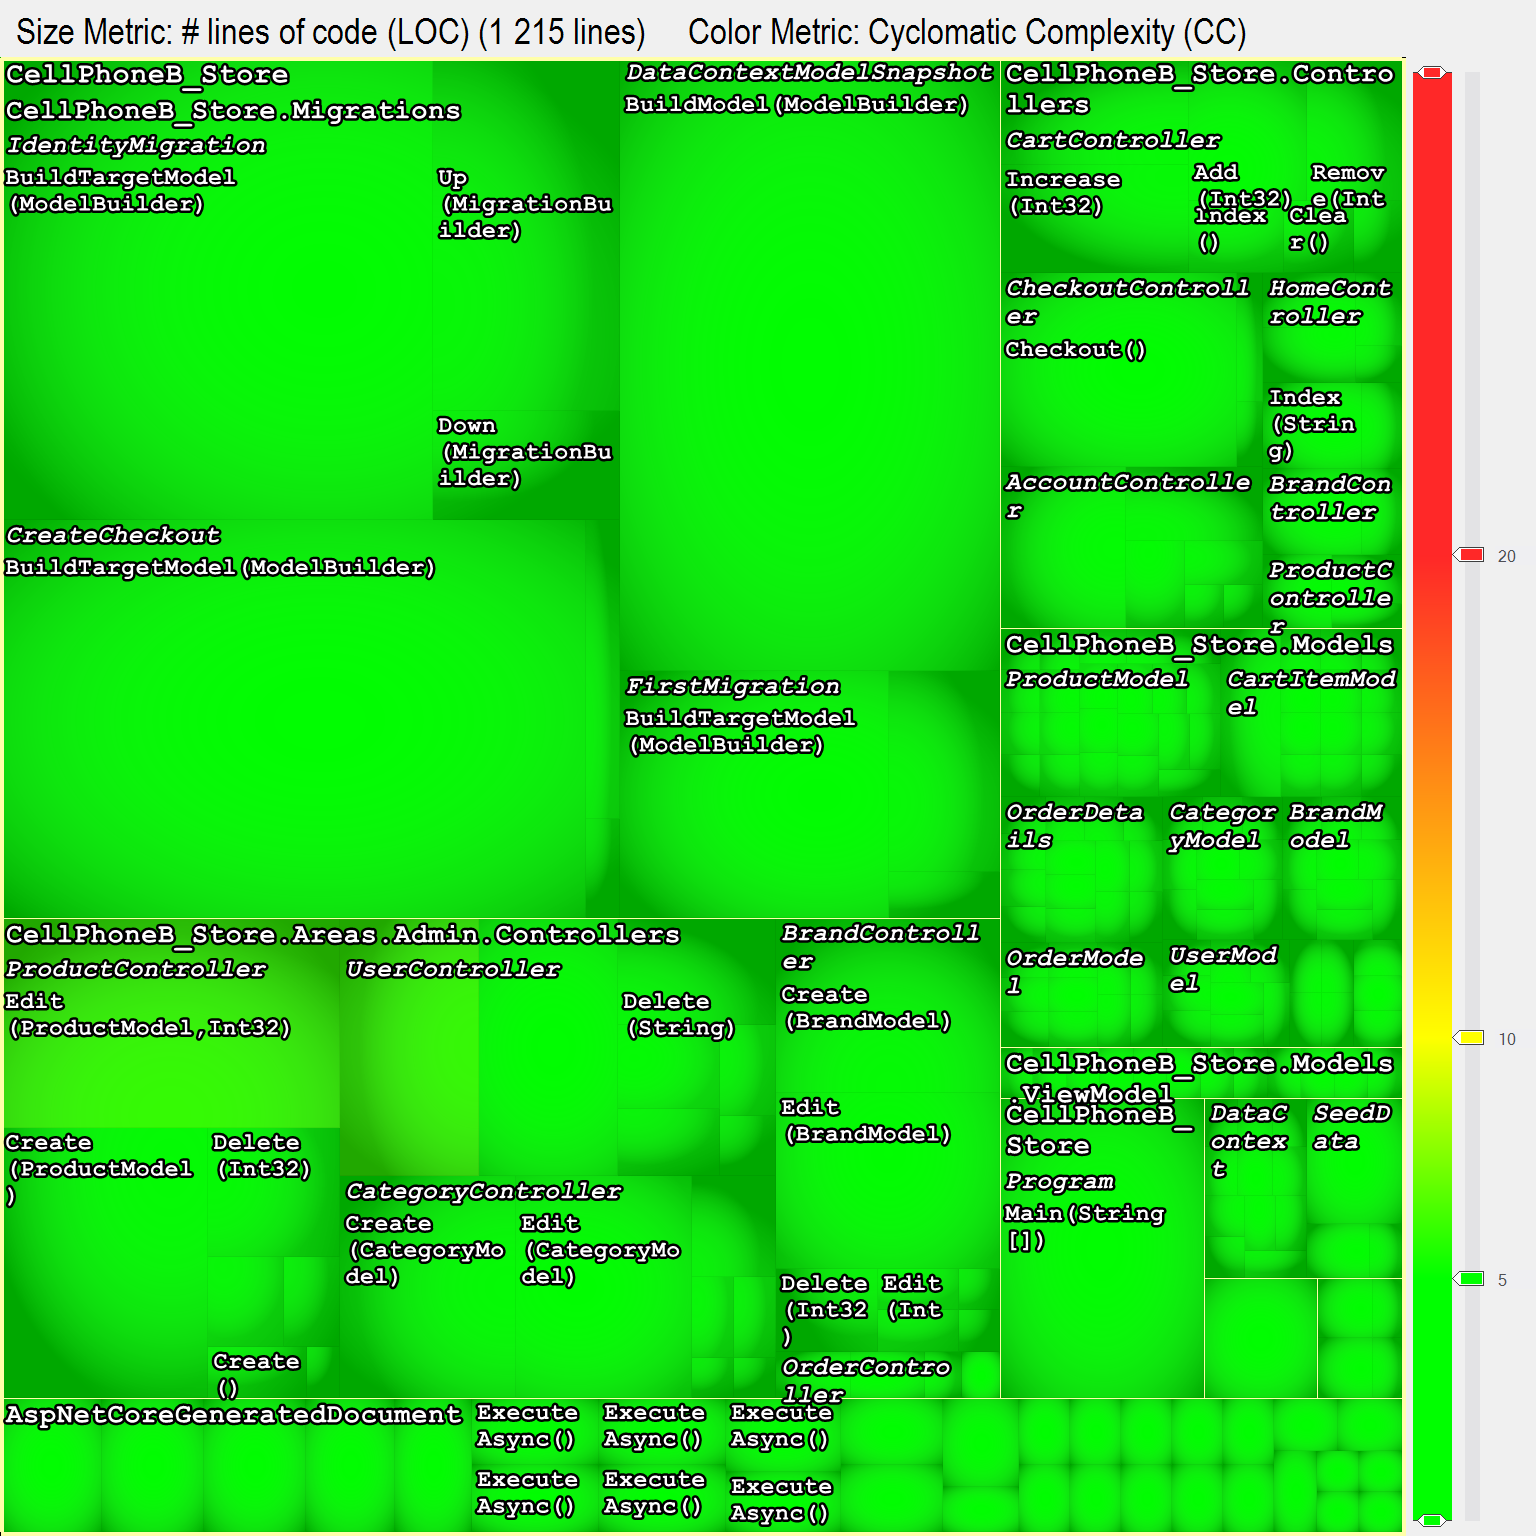 Size Metric: # lines of code (LOC) (1 215 lines)     Color Metric: Cyclomatic Complexity (CC)
CellPhoneB_Store
CellPhoneB_Store.Migrations
IdentityMigration
BuildTargetModel
(ModelBuilder)
Up
(MigrationBu
ilder)
Down
(MigrationBu
ilder)
CreateCheckout
BuildTargetModel(ModelBuilder)
DataContextModelSnapshot
BuildModel(ModelBuilder)
FirstMigration
BuildTargetModel
(ModelBuilder)
CellPhoneB_Store.Contro
llers
CartController
Increase
(Int32)
Add
(Int32)
Remov
e(Int
Index
()
Clea
r()
CheckoutControll
er
Checkout()
HomeCont
roller
Index
(Strin
g)
AccountControlle
r
BrandCon
troller
ProductC
ontrolle
r
CellPhoneB_Store.Models
ProductModel
CartItemMod
el
OrderDeta
ils
Categor
yModel
BrandM
odel
OrderMode
l
UserMod
el
CellPhoneB_Store.Models
.ViewModel
CellPhoneB_
Store
Program
Main(String
[])
DataC
ontex
t
SeedD
ata
CellPhoneB_Store.Areas.Admin.Controllers
ProductController
Edit
(ProductModel,Int32)
Create
(ProductModel
)
Delete
(Int32)
Create
()
UserController
Delete
(String)
CategoryController
Create
(CategoryMo
del)
Edit
(CategoryMo
del)
BrandControll
er
Create
(BrandModel)
Edit
(BrandModel)
Delete
(Int32
)
Edit
(Int
OrderContro
ller
AspNetCoreGeneratedDocument
Execute
Async()
Execute
Async()
Execute
Async()
Execute
Async()
Execute
Async()
Execute
Async()
20
10
5